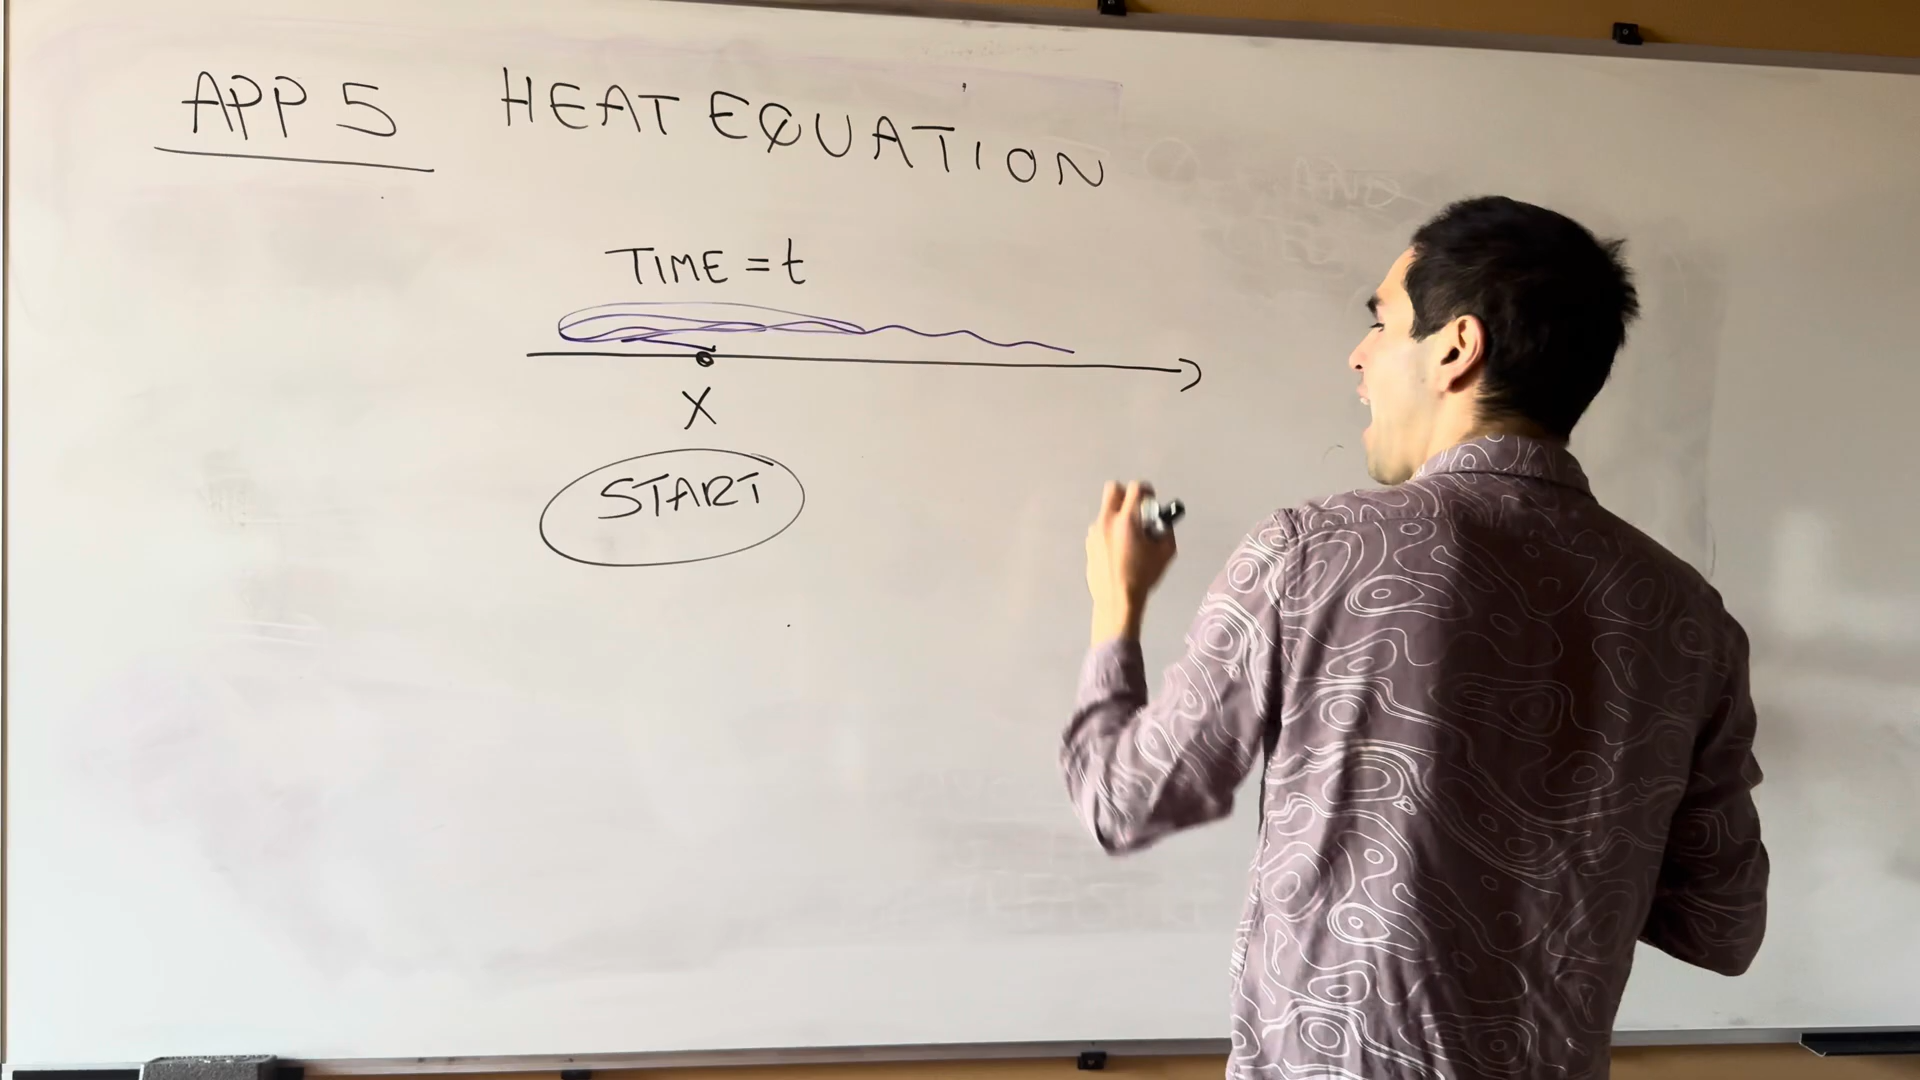 APP 5 HEAT EQUATION
TIME = t
X
START